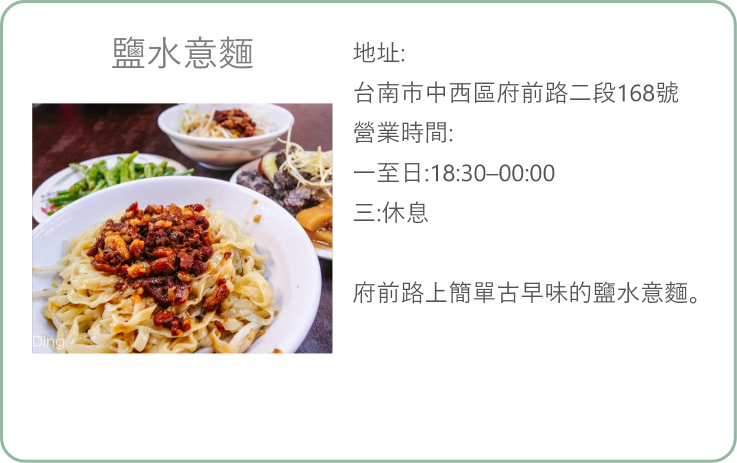 鹽水意麵
地址:
台南市中西區府前路二段168號
營業時間:
一至日:18:30–00:00
三:休息
府前路上簡單古早味的鹽水意麵。
Ding